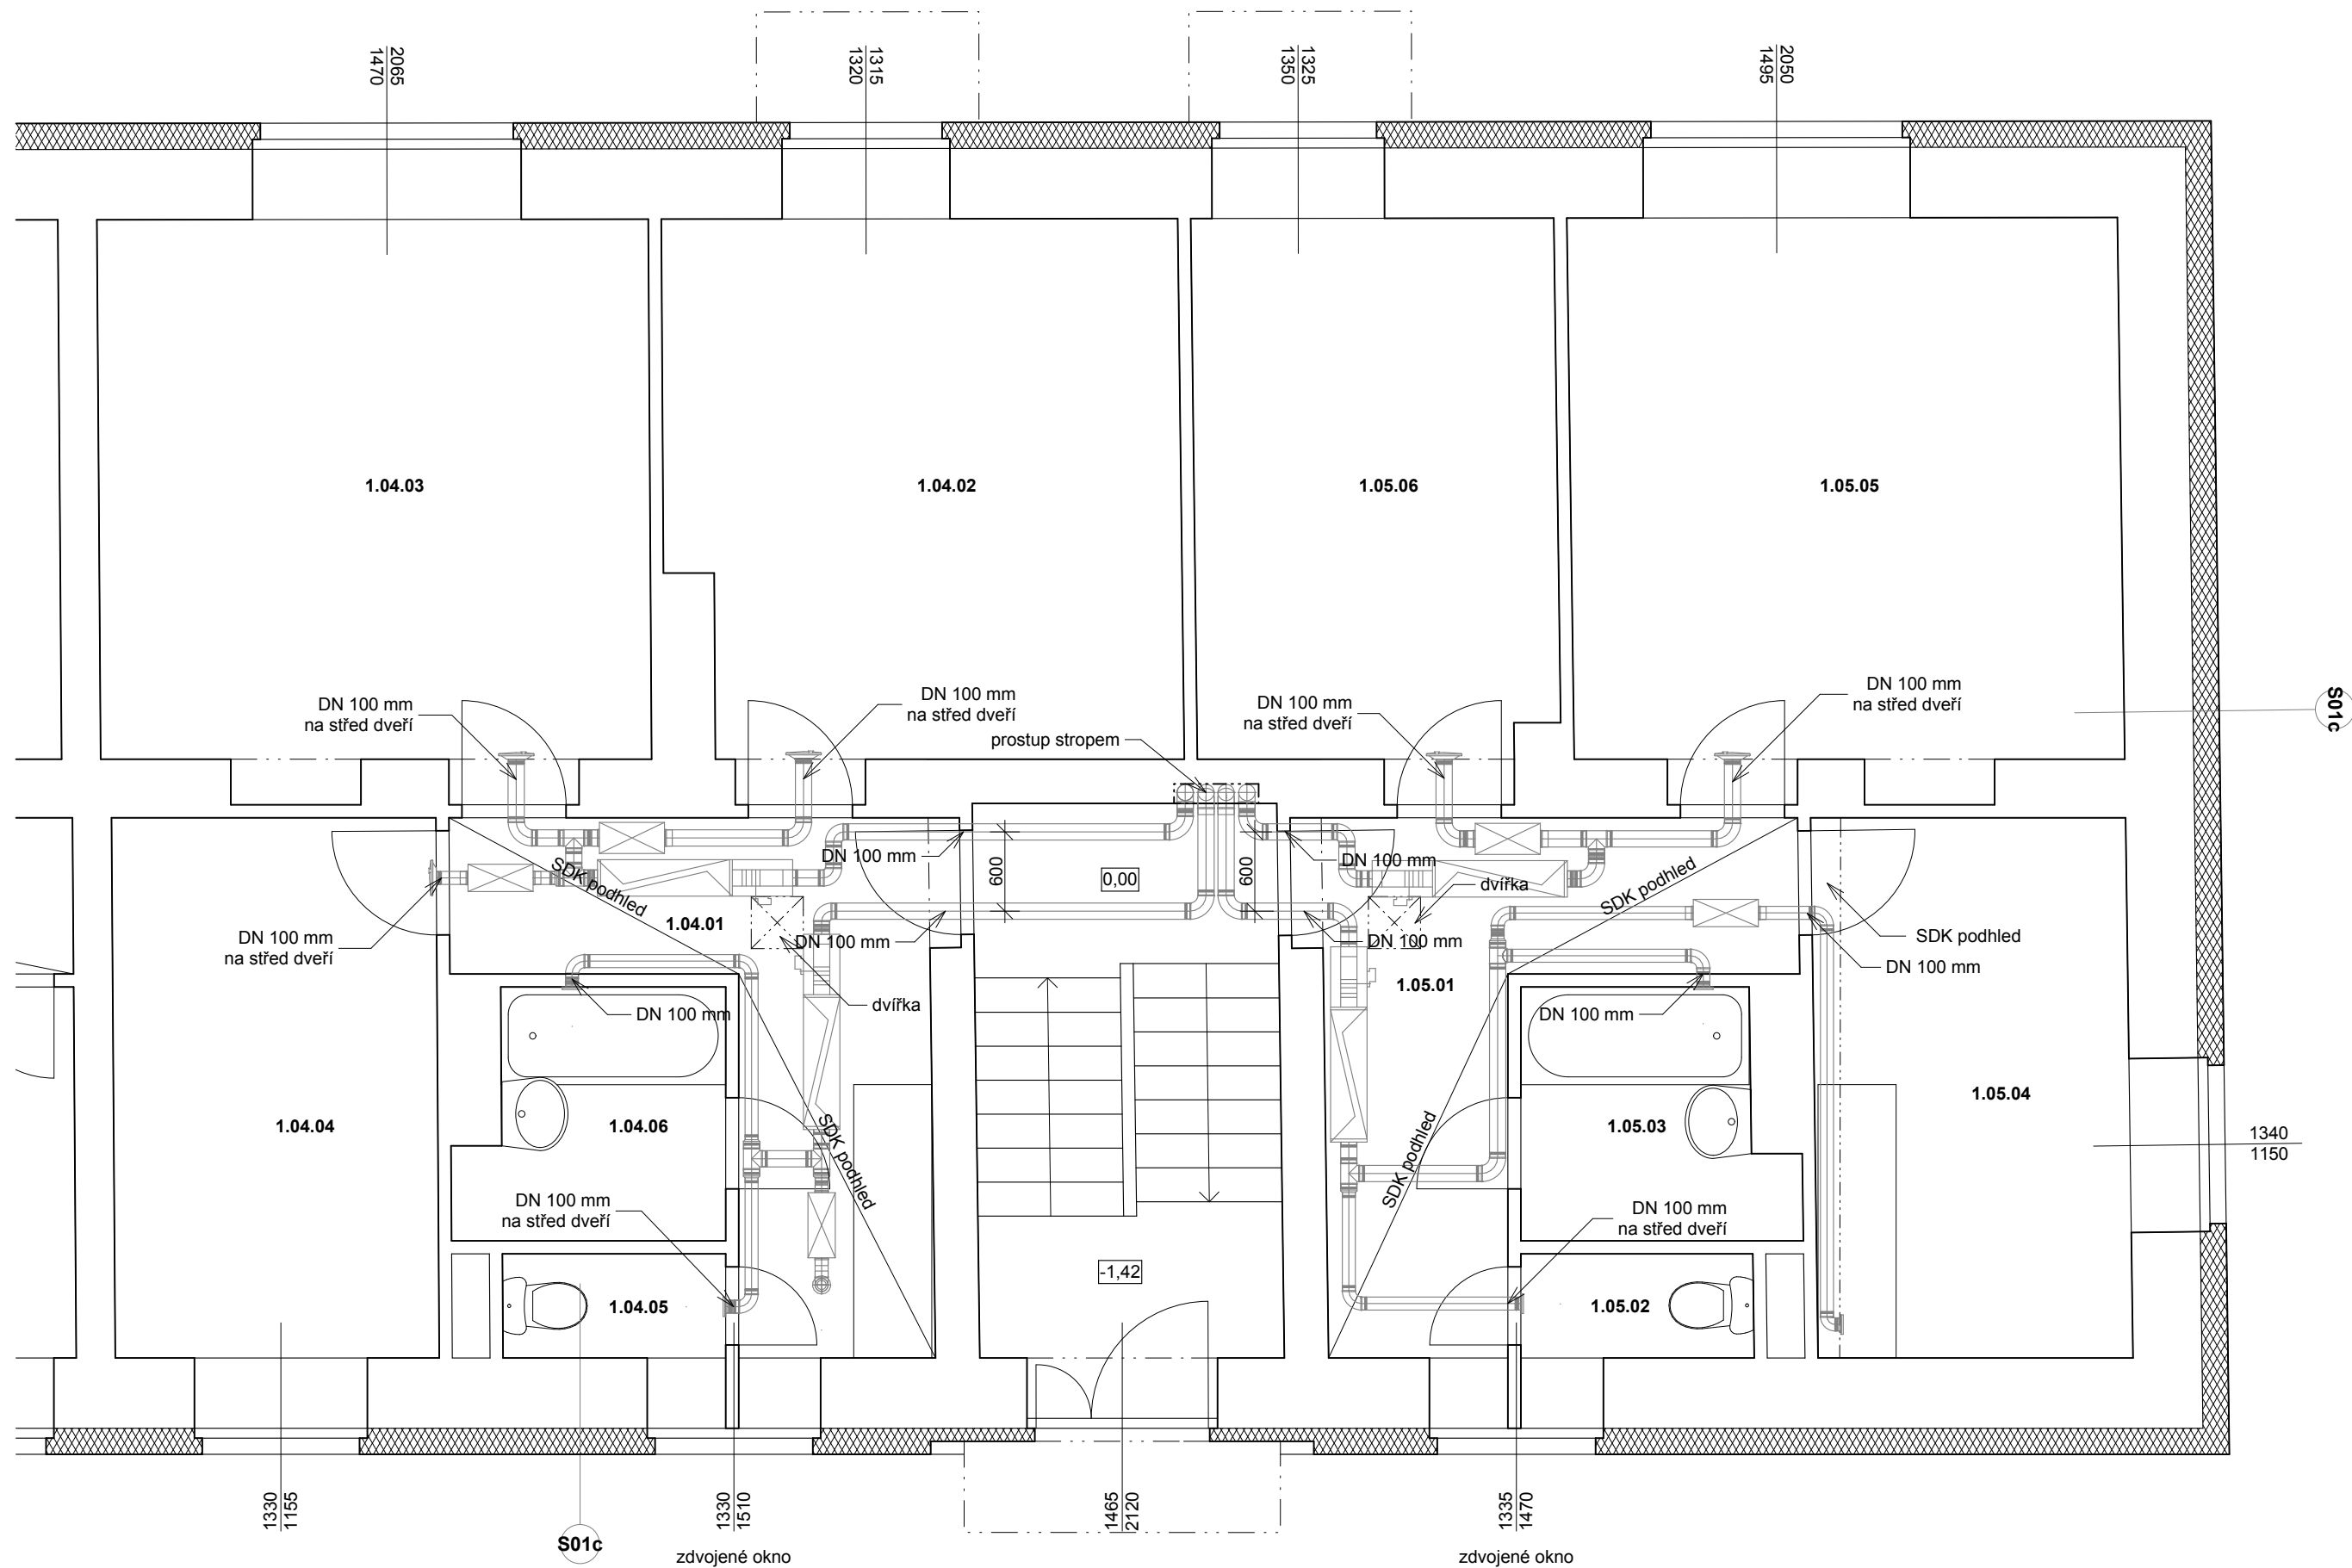 2065
1470
1315
1320
1325
1350
2050
1495
1.04.03
1.04.02
1.05.06
1.05.05
S01c
DN 100 mm
na střed dveří
DN 100 mm
na střed dveří
DN 100 mm
na střed dveří
DN 100 mm
na střed dveří
prostup stropem
DN 100 mm
600
0,00
600
DN 100 mm
SDK podhled
dvířka
SDK podhled
1.04.01
DN 100 mm
na střed dveří
DN 100 mm
DN 100 mm
SDK podhled
DN 100 mm
1.05.01
dvířka
DN 100 mm
DN 100 mm
1.04.04
1.04.06
SDK podhled
SDK podhled
1.05.03
1.05.04
1340
1150
DN 100 mm
na střed dveří
DN 100 mm
na střed dveří
-1,42
1.04.05
1.05.02
1330
1155
S01c
1330
1510
zdvojené okno
1465
2120
1335
1470
zdvojené okno